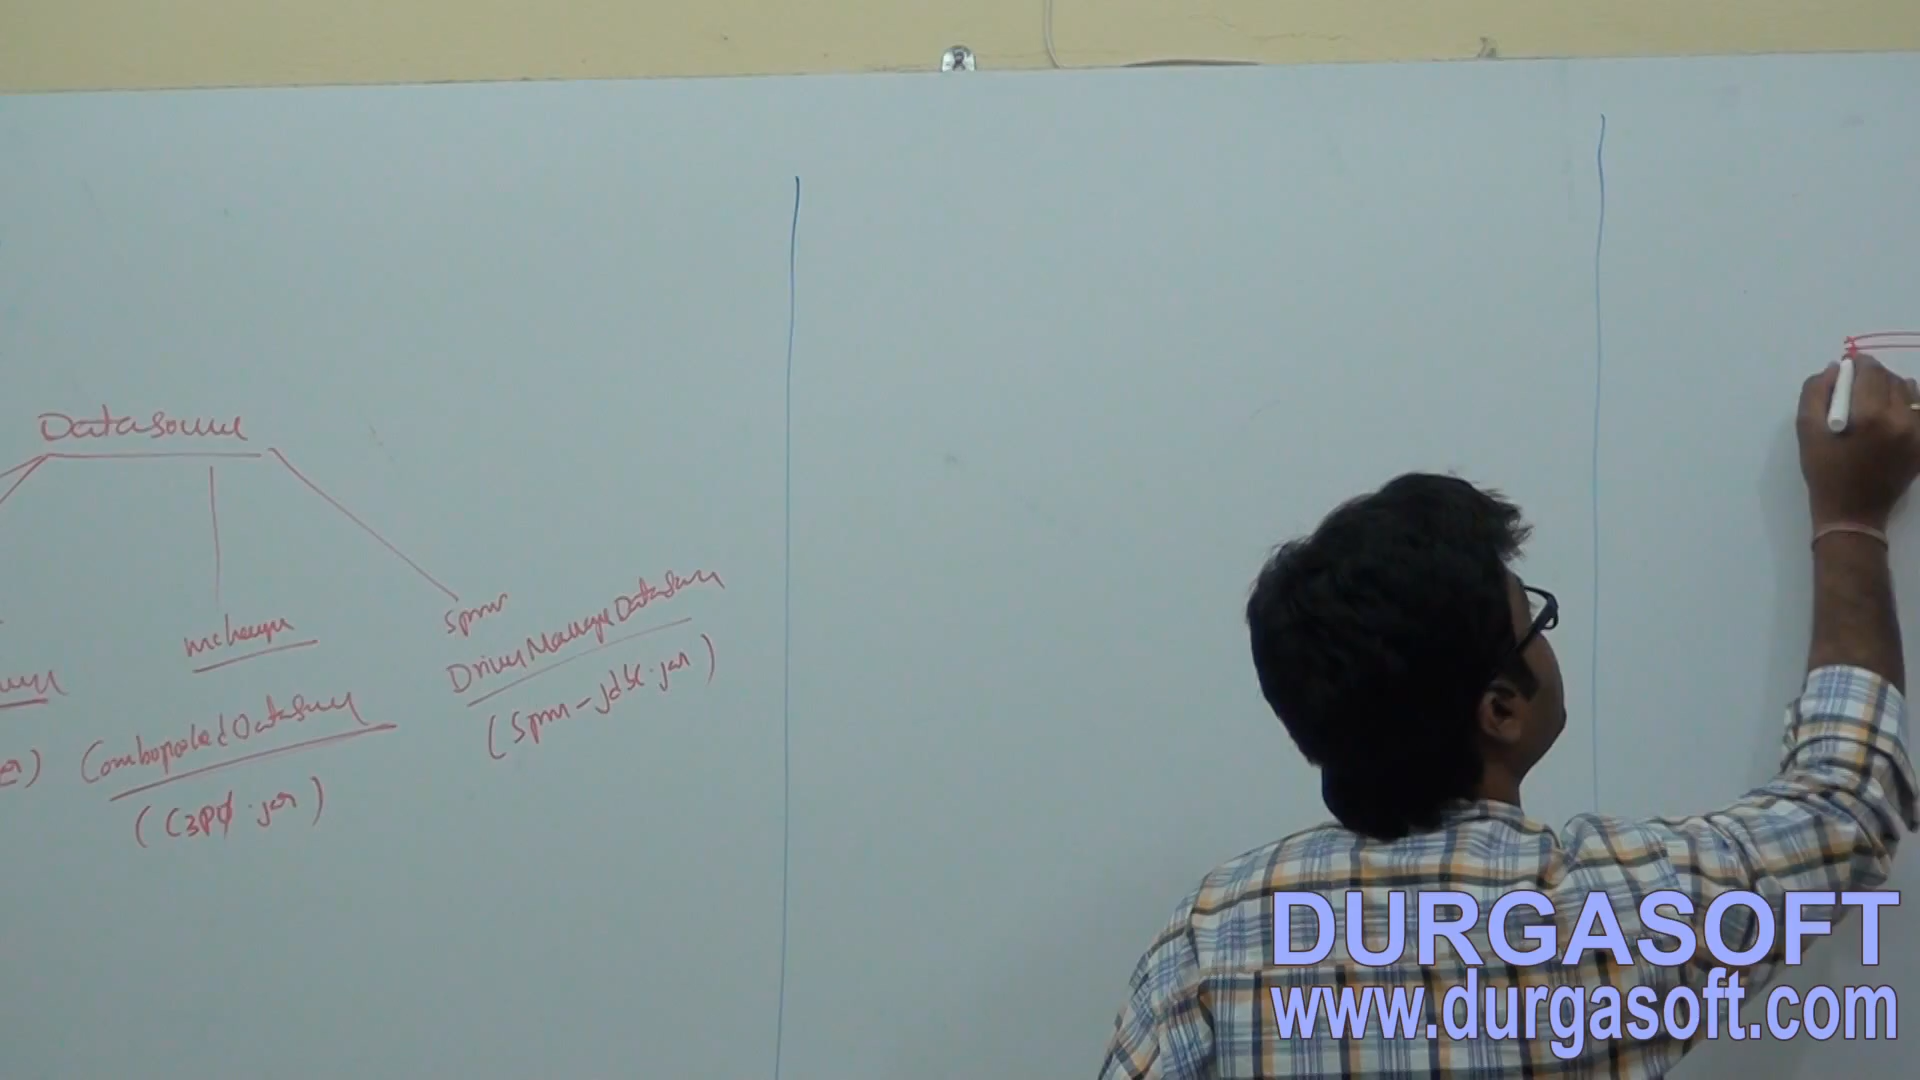 DataSource
mchange
ComboPooledDataSource
(C3P0.jar)
Spring
DriverManagerDataSource
(Spring-jdbc.jar)
DURGASOFT
www.durgasoft.com